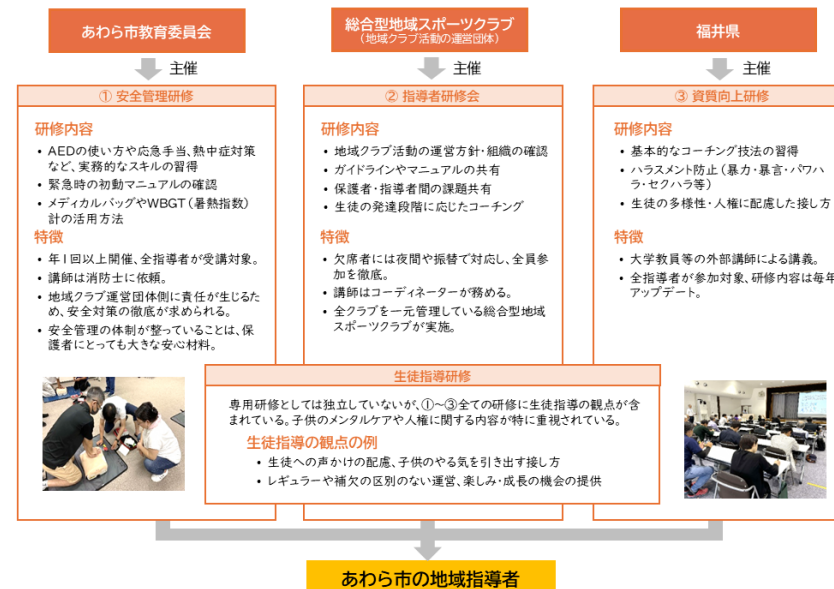 あわら市教育委員会
総合型地域スポーツクラブ
(地域クラブ活動の運営団体)
福井県
主催
主催
主催
① 安全管理研修
研修内容
• AEDの使い方や応急手当、熱中症対策
など、実務的なスキルの習得
• 緊急時の初動マニュアルの確認
• メディカルバッグやWBGT(暑熱指数)
計の活用方法
特徴
• 年1回以上開催、全指導者が受講対象。
• 講師は消防士に依頼。
• 地域クラブ運営団体側に責任が生じるた
め、安全対策の徹底が求められる。
• 安全管理の体制が整っていることは、保
護者にとっても大きな安心材料。
② 指導者研修会
研修内容
• 地域クラブ活動の運営方針・組織の確認
• ガイドラインやマニュアルの共有
• 保護者・指導者間の課題共有
• 生徒の発達段階に応じたコーチング
特徴
• 欠席者には夜間や振替で対応し、全員参
加を徹底。
• 講師はコーディネーターが務める。
• 全クラブを一元管理している総合型地域
スポーツクラブが実施。
③ 資質向上研修
研修内容
• 基本的なコーチング技法の習得
• ハラスメント防止(暴力・暴言・パワハ
ラ・セクハラ等)
• 生徒の多様性・人権に配慮した接し方
特徴
• 大学教員等の外部講師による講義。
• 全指導者が参加対象、研修内容は毎年
アップデート。
生徒指導研修
専用研修としては独立していないが、①~③全ての研修に生徒指導の観点が含
まれている。子供のメンタルケアや人権に関する内容が特に重視されている。
生徒指導の観点の例
• 生徒への声かけの配慮、子供のやる気を引き出す接し方
• レギュラーや補欠の区別のない運営、楽しみ・成長の機会の提供
あわら市の地域指導者